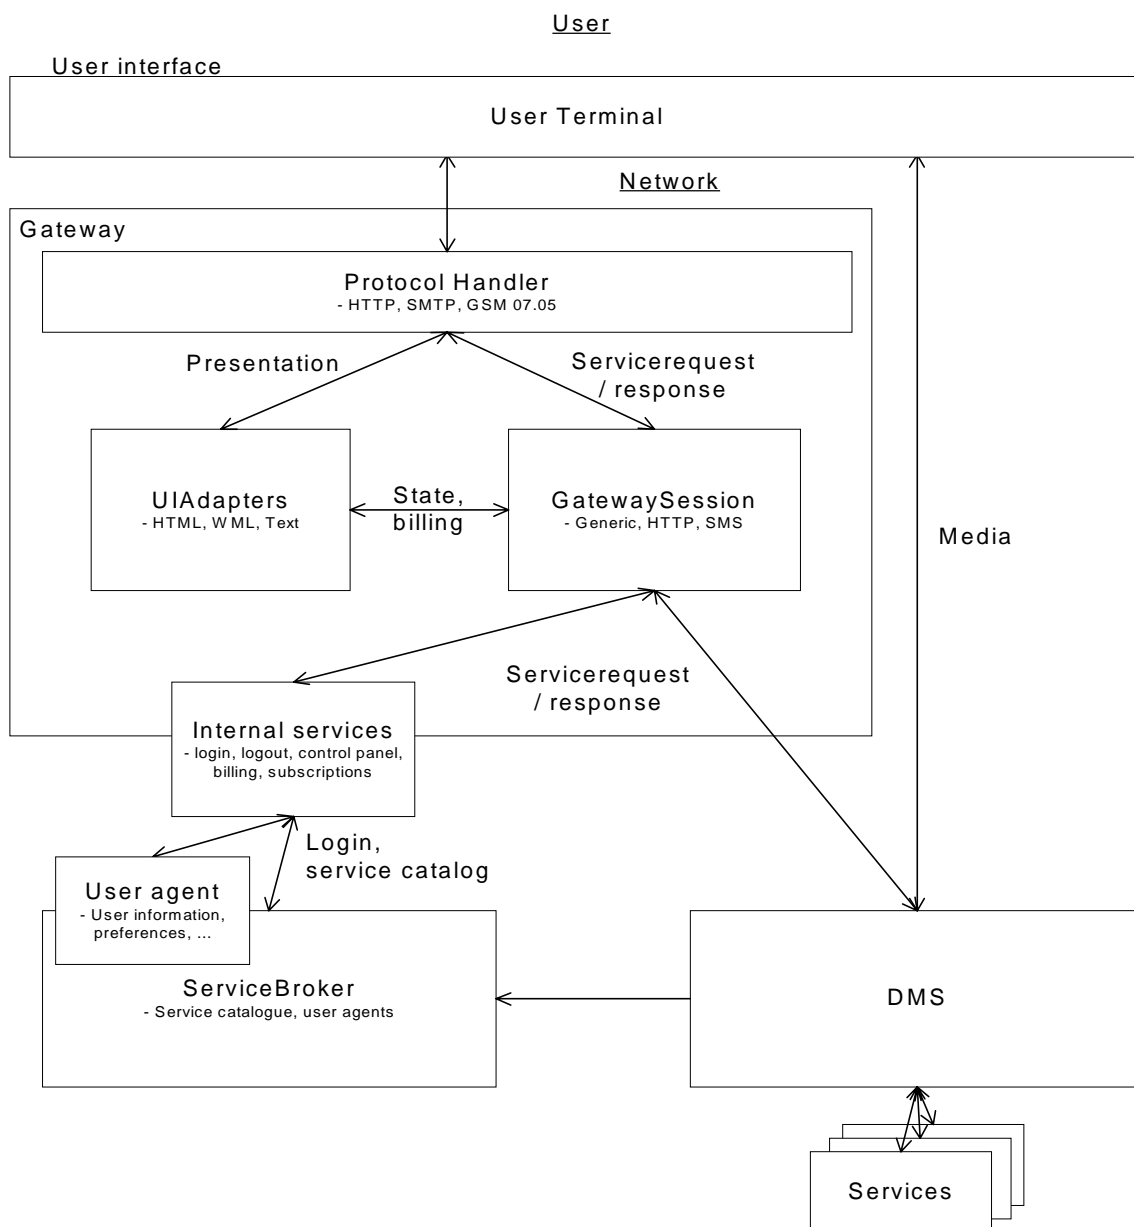 User
User interface
User Terminal
Network
Gateway
Protocol Handler
- HTTP, SMTP, GSM 07.05
Presentation
Servicerequest
/ response
UIAdapters
- HTML, WML, Text
State,
billing
GatewaySession
- Generic, HTTP, SMS
Media
Servicerequest
/ response
Internal services
- login, logout, control panel,
billing, subscriptions
Login,
service catalog
User agent
- User information,
preferences, ...
ServiceBroker
- Service catalogue, user agents
DMS
Services